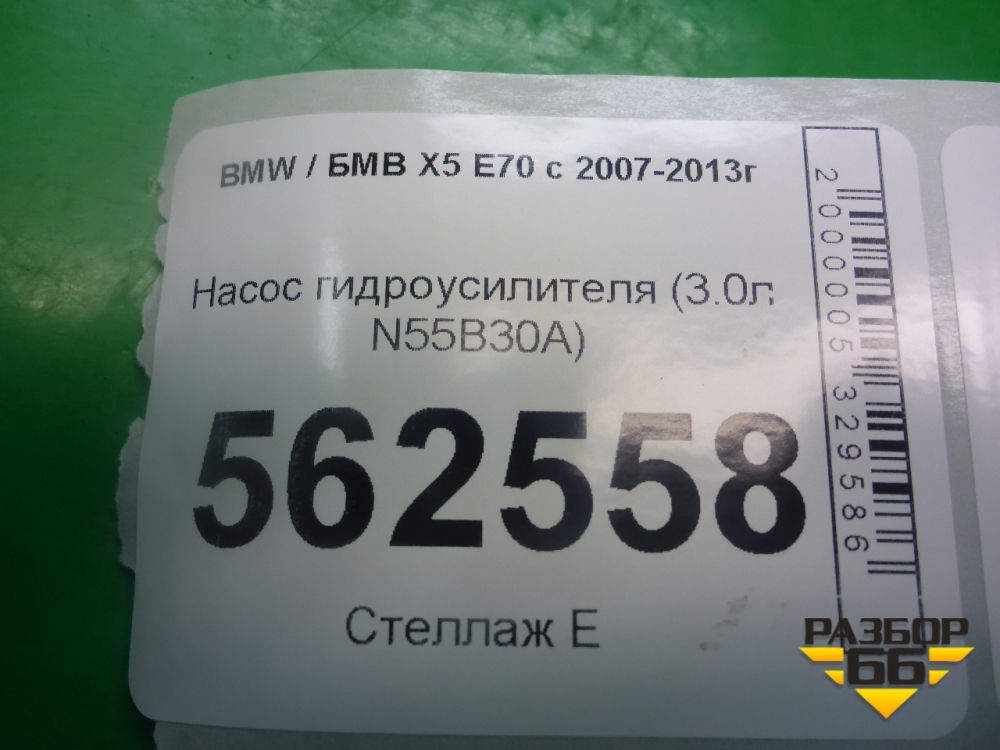 BMW / БМВ X5 E70 с 2007-2013г
Насос гидроусилителя (3.0л.
N55B30A)
562558
Стеллаж Е
2000005329586
РАЗБОР
66